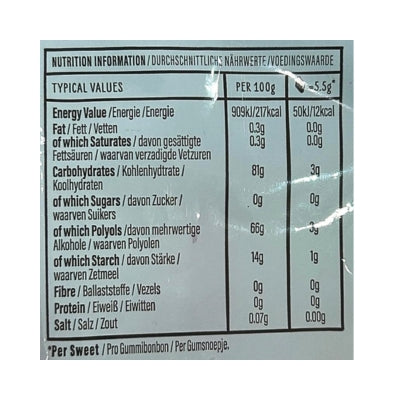 NUTRITION INFORMATION / DURCHSCHNITTLICHE NÄHRWERTE / VOEDINGSWAARDE
TYPICAL VALUES PER 100g =5.5g*
Energy Value / Energie / Energie 909kJ/217kcal 50kJ/12kcal
Fat / Fett / Vetten 0.3g 0.0g
of which Saturates / davon gesättigte 0.3g 0.0g
Fettsäuren / waarvan verzadigde Vetzuren
Carbohydrates / Kohlenhydtrate / 81g 3g
Koolhydraten
of which Sugars / davon Zucker / 0g 0g
waarven Suikers
of which Polyols / davon mehrwertige 66g 3g
Alkohole / waarven Polyolen
of which Starch / davon Stärke / 14g 1g
waarven Zetmeel
Fibre / Ballaststoffe / Vezels 0g 0g
Protein / Eiweiß / Eiwitten 0g 0g
Salt / Salz / Zout 0.07g 0.00g
*Per Sweet / Pro Gummibonbon / Per Gumsnoepje.